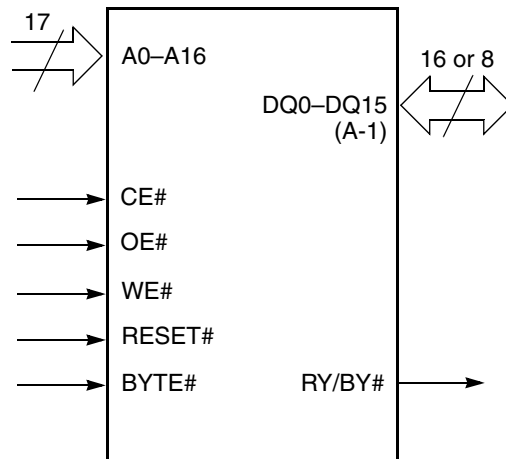 17
A0–A16
16 or 8
DQ0–DQ15
(A-1)
CE#
OE#
WE#
RESET#
BYTE#
RY/BY#